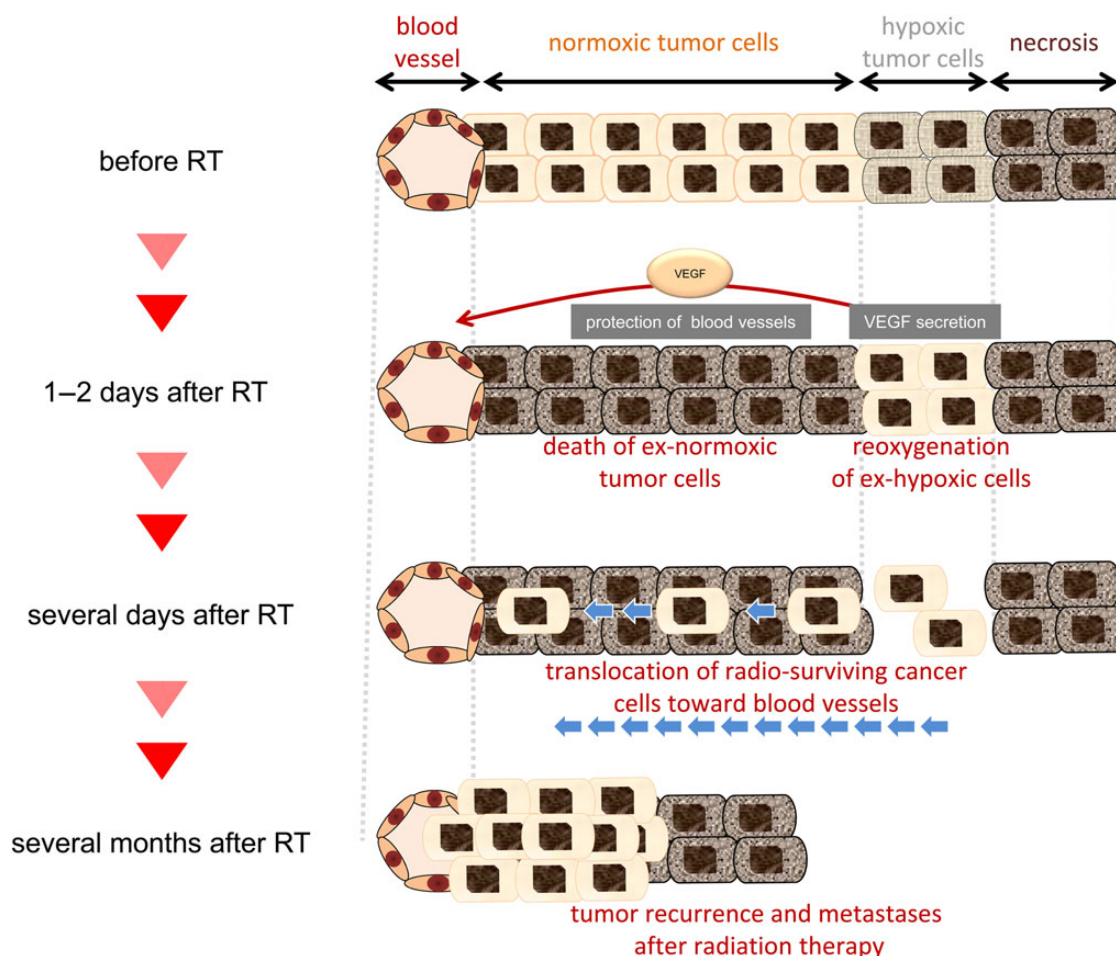 blood
vessel
normoxic tumor cells
hypoxic
tumor cells
necrosis
before RT
VEGF
protection of blood vessels
VEGF secretion
1–2 days after RT
death of ex-normoxic
tumor cells
reoxygenation
of ex-hypoxic cells
several days after RT
translocation of radio-surviving cancer
cells toward blood vessels
several months after RT
tumor recurrence and metastases
after radiation therapy